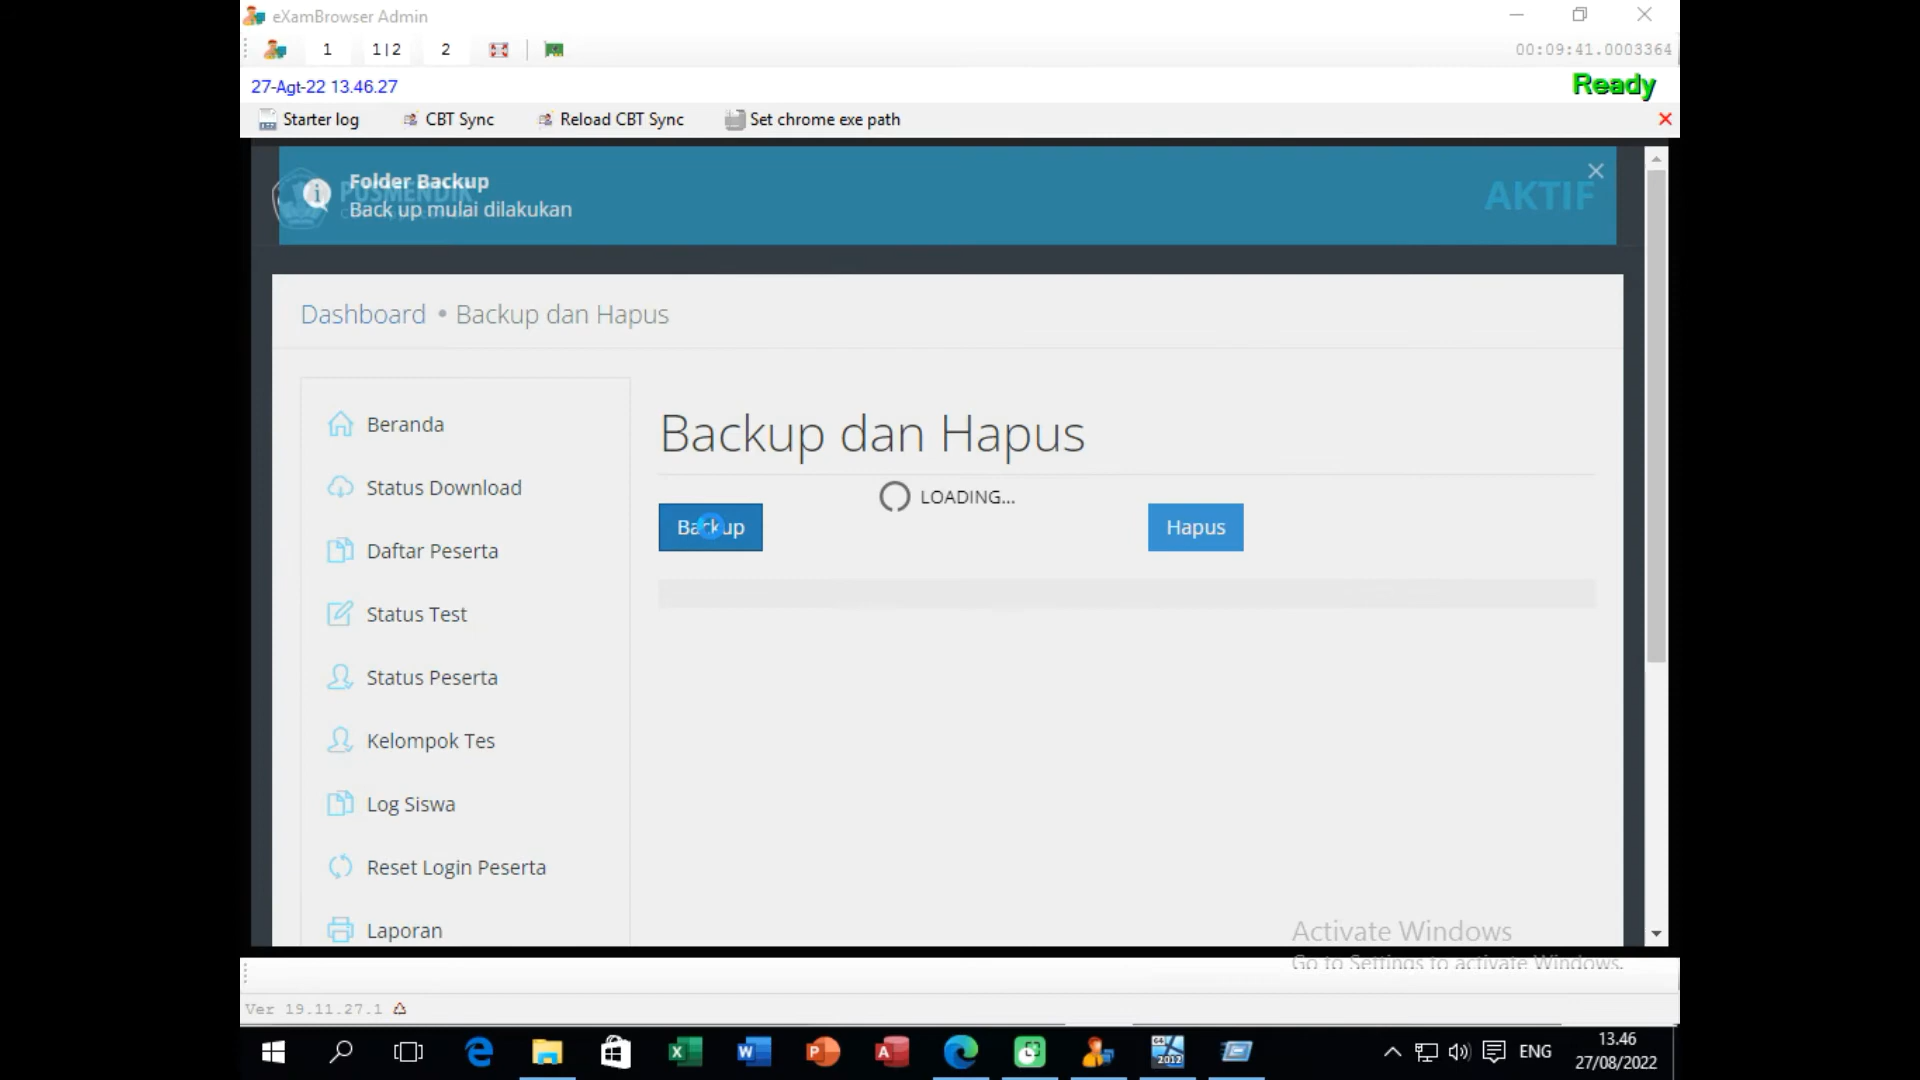 eXamBrowser Admin
1
1|2
2
00:09:41.0003364
27-Agt-22 13.46.27
Ready
Starter log
CBT Sync
Reload CBT Sync
Set chrome exe path
PUSMENDIK
Folder Backup
Back up mulai dilakukan
AKTIF
Dashboard • Backup dan Hapus
Beranda
Status Download
Daftar Peserta
Status Test
Status Peserta
Kelompok Tes
Log Siswa
Reset Login Peserta
Laporan
Backup dan Hapus
LOADING...
Backup
Hapus
Activate Windows
Go to Settings to activate Windows.
Ver 19.11.27.1
64
2012
ENG
13.46
27/08/2022